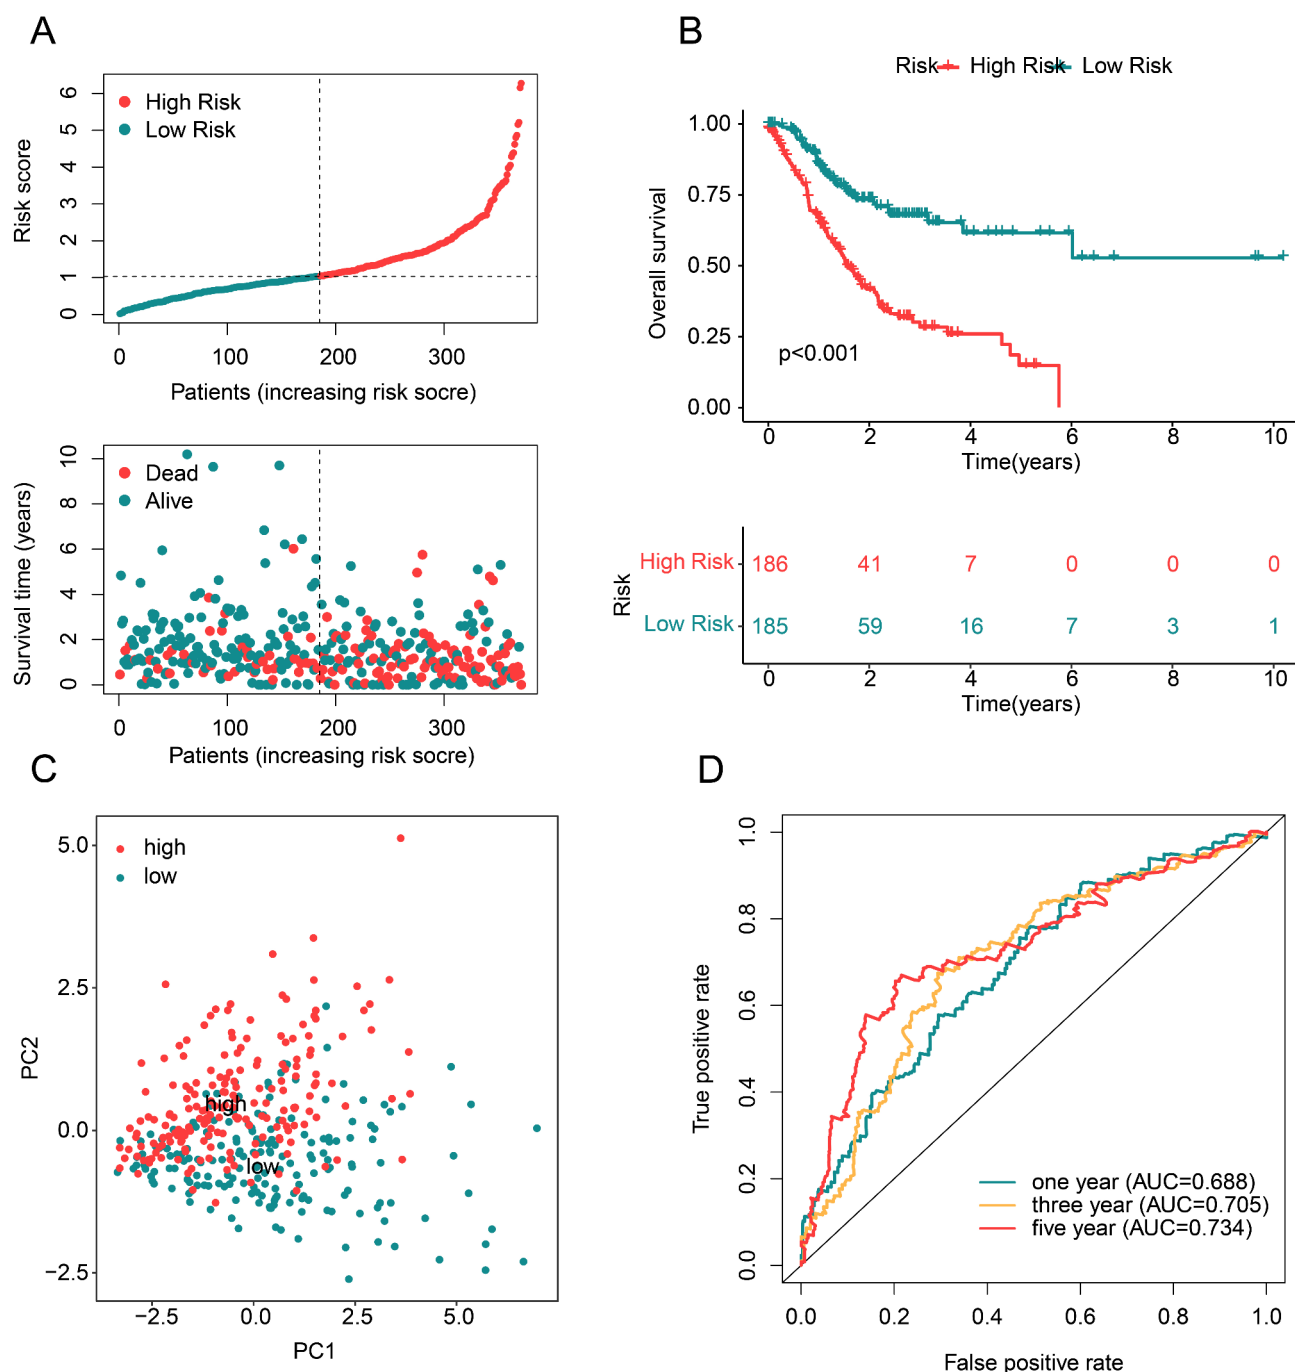 A
High Risk
Low Risk
Risk score
6
5
4
3
2
1
0
0 100 200 300
Patients (increasing risk socre)
Dead
Alive
Survival time (years)
10
8
6
4
2
0
0 100 200 300
Patients (increasing risk socre)
B
Risk High Risk Low Risk
Overall survival
1.00
0.75
0.50
0.25
0.00
p<0.001
0 2 4 6 8 10
Time(years)
Risk
High Risk 186 41 7 0 0 0
Low Risk 185 59 16 7 3 1
0 2 4 6 8 10
Time(years)
C
high
low
PC2
5.0
2.5
0.0
−2.5
high
low
−2.5 0.0 2.5 5.0
PC1
D
True positive rate
1.0
0.8
0.6
0.4
0.2
0.0
one year (AUC=0.688)
three year (AUC=0.705)
five year (AUC=0.734)
0.0 0.2 0.4 0.6 0.8 1.0
False positive rate